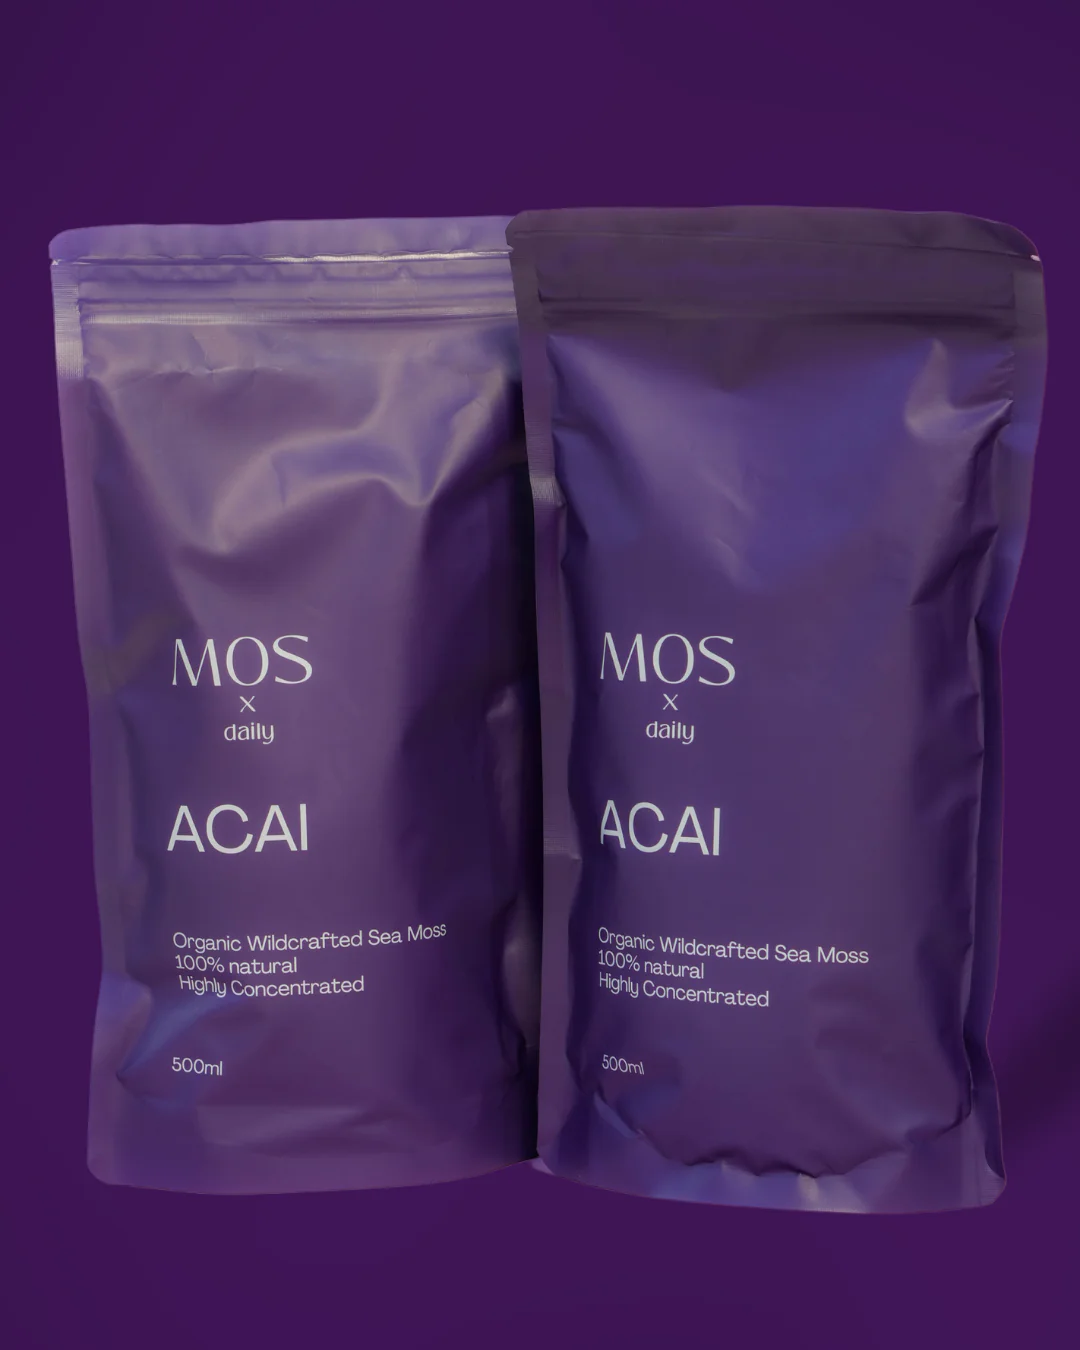 MOS
x
daily
ACAI
Organic Wildcrafted Sea Moss
100% natural
Highly Concentrated
500ml
MOS
x
daily
ACAI
Organic Wildcrafted Sea Moss
100% natural
Highly Concentrated
500ml